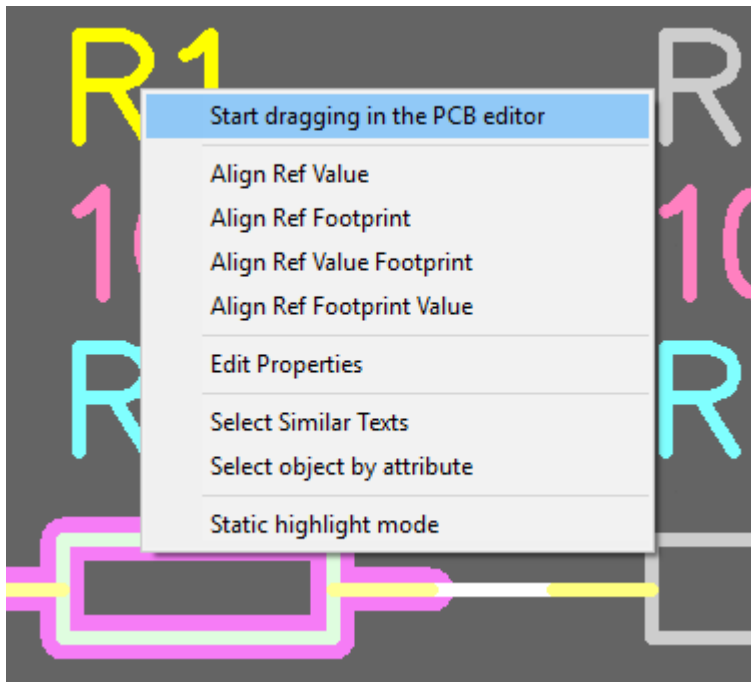 R1 R
Start dragging in the PCB editor
Align Ref Value
10
Align Ref Footprint
Align Ref Value Footprint
Align Ref Footprint Value
Edit Properties
R R
Select Similar Texts
Select object by attribute
Static highlight mode